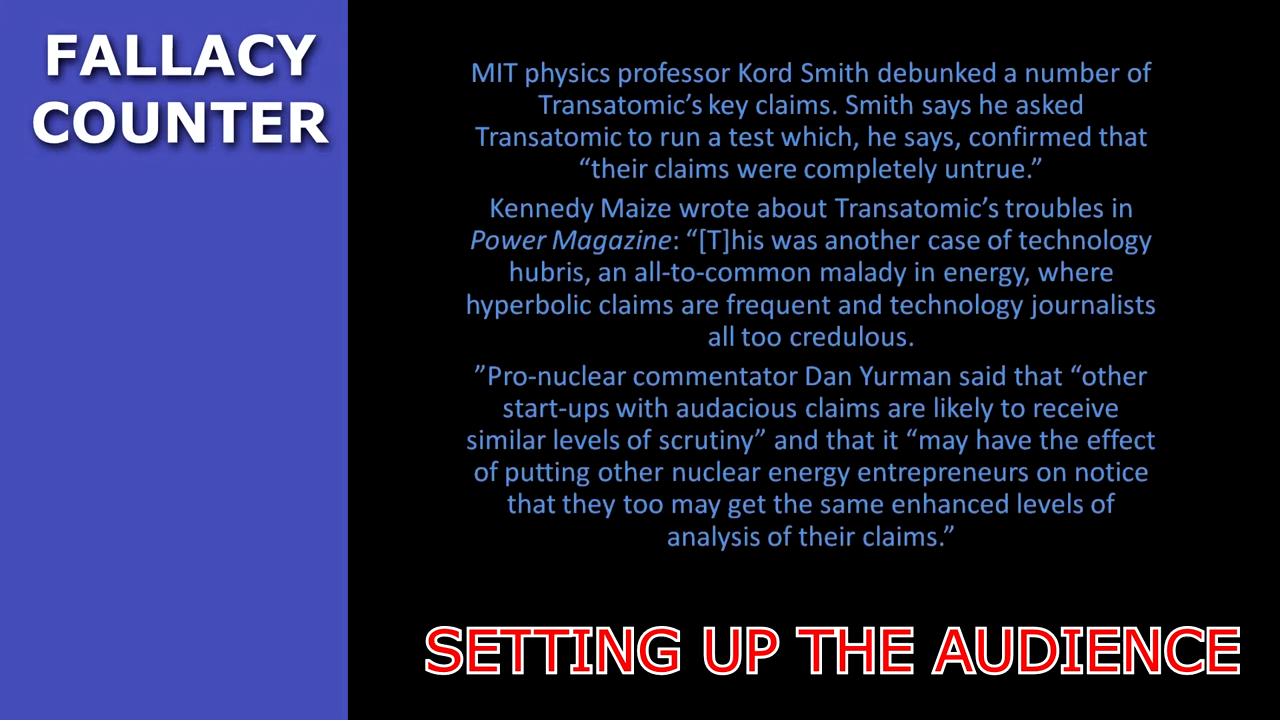 FALLACY
COUNTER
MIT physics professor Kord Smith debunked a number of
Transatomic’s key claims. Smith says he asked
Transatomic to run a test which, he says, confirmed that
“their claims were completely untrue.”
Kennedy Maize wrote about Transatomic’s troubles in
Power Magazine: “[T]his was another case of technology
hubris, an all-to-common malady in energy, where
hyperbolic claims are frequent and technology journalists
all too credulous.
”Pro-nuclear commentator Dan Yurman said that “other
start-ups with audacious claims are likely to receive
similar levels of scrutiny” and that it “may have the effect
of putting other nuclear energy entrepreneurs on notice
that they too may get the same enhanced levels of
analysis of their claims.”
SETTING UP THE AUDIENCE